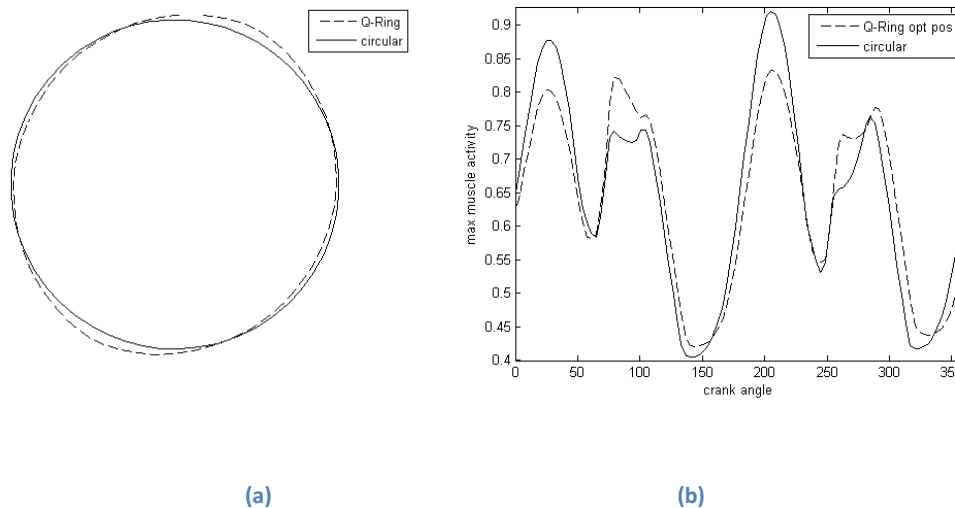 Q-Ring
circular
Q-Ring opt pos
circular
max muscle activity
0.9
0.85
0.8
0.75
0.7
0.65
0.6
0.55
0.5
0.45
0.4
0 50 100 150 200 250 300 350
crank angle
(a) (b)